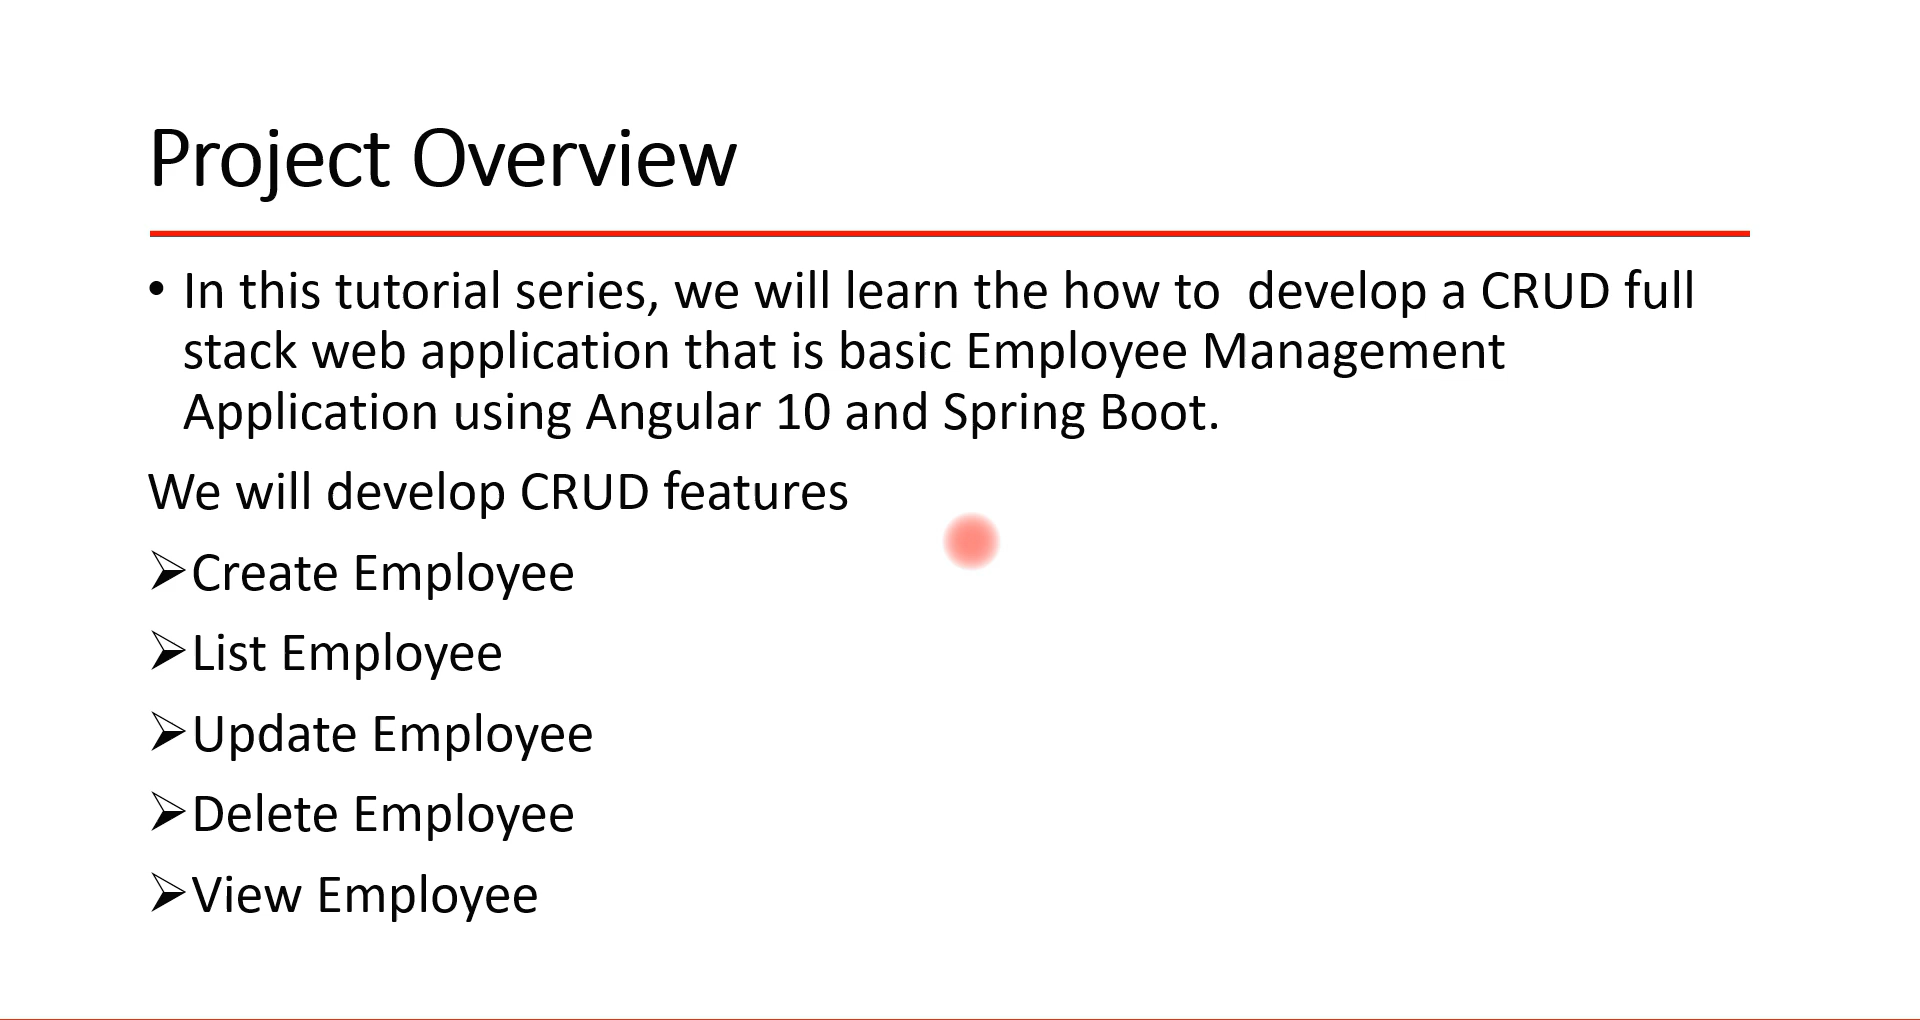 Project Overview
• In this tutorial series, we will learn the how to  develop a CRUD full
stack web application that is basic Employee Management
Application using Angular 10 and Spring Boot.
We will develop CRUD features
➢Create Employee
➢List Employee
➢Update Employee
➢Delete Employee
➢View Employee